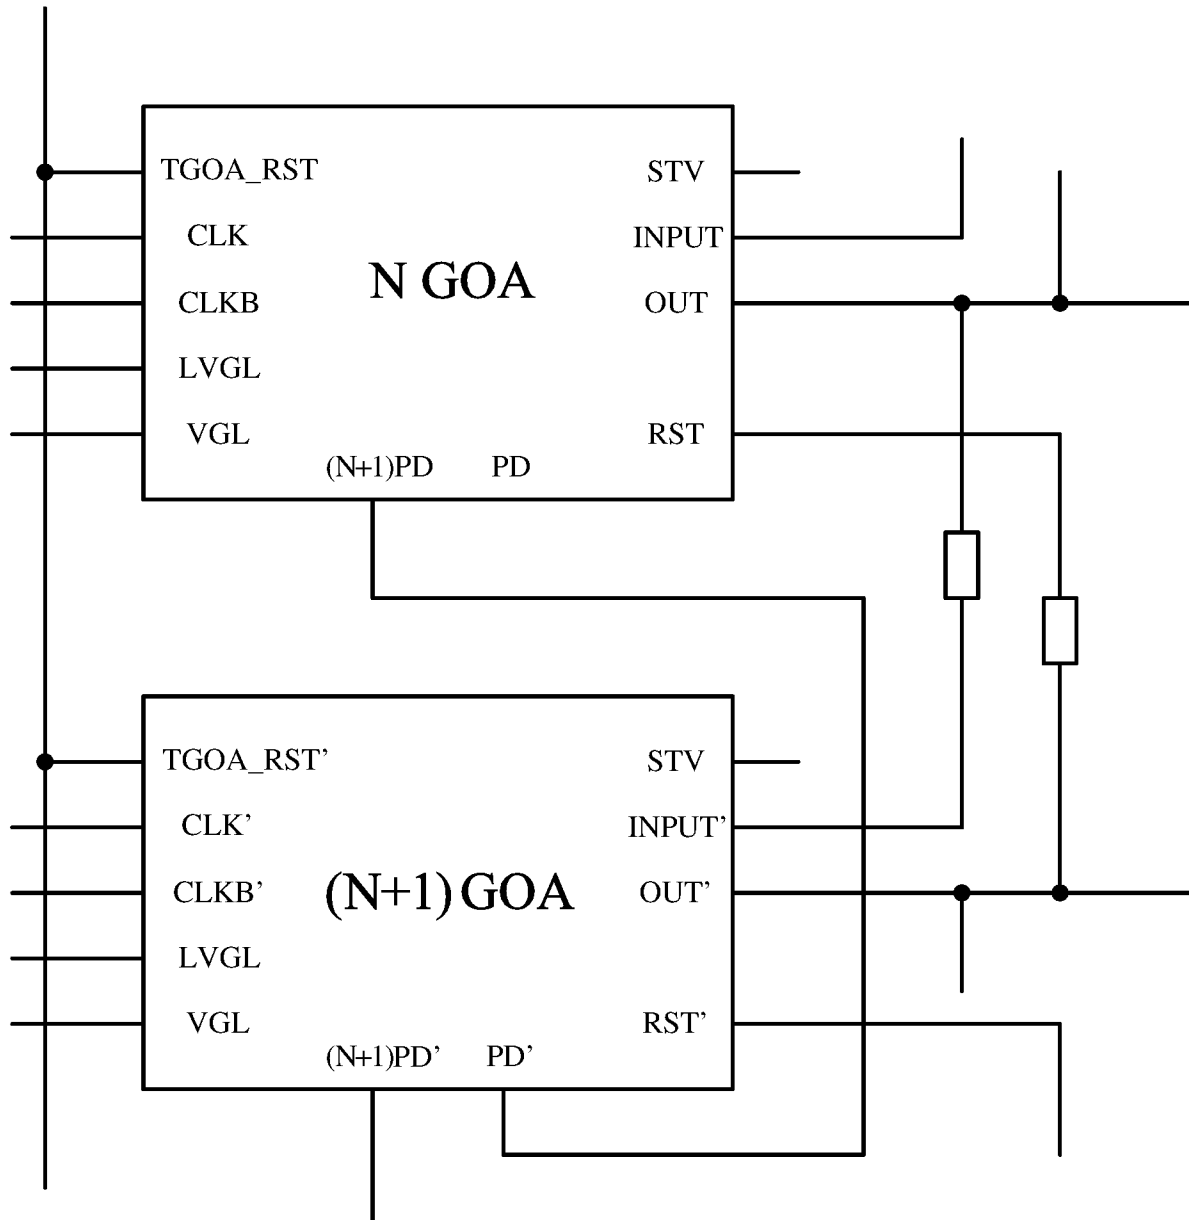 TGOA_RST
STV
CLK
INPUT
N GOA
CLKB
OUT
LVGL
VGL
RST
(N+1)PD
PD
TGOA_RST’
STV
CLK’
INPUT’
(N+1) GOA
CLKB’
OUT’
LVGL
VGL
RST’
(N+1)PD’
PD’